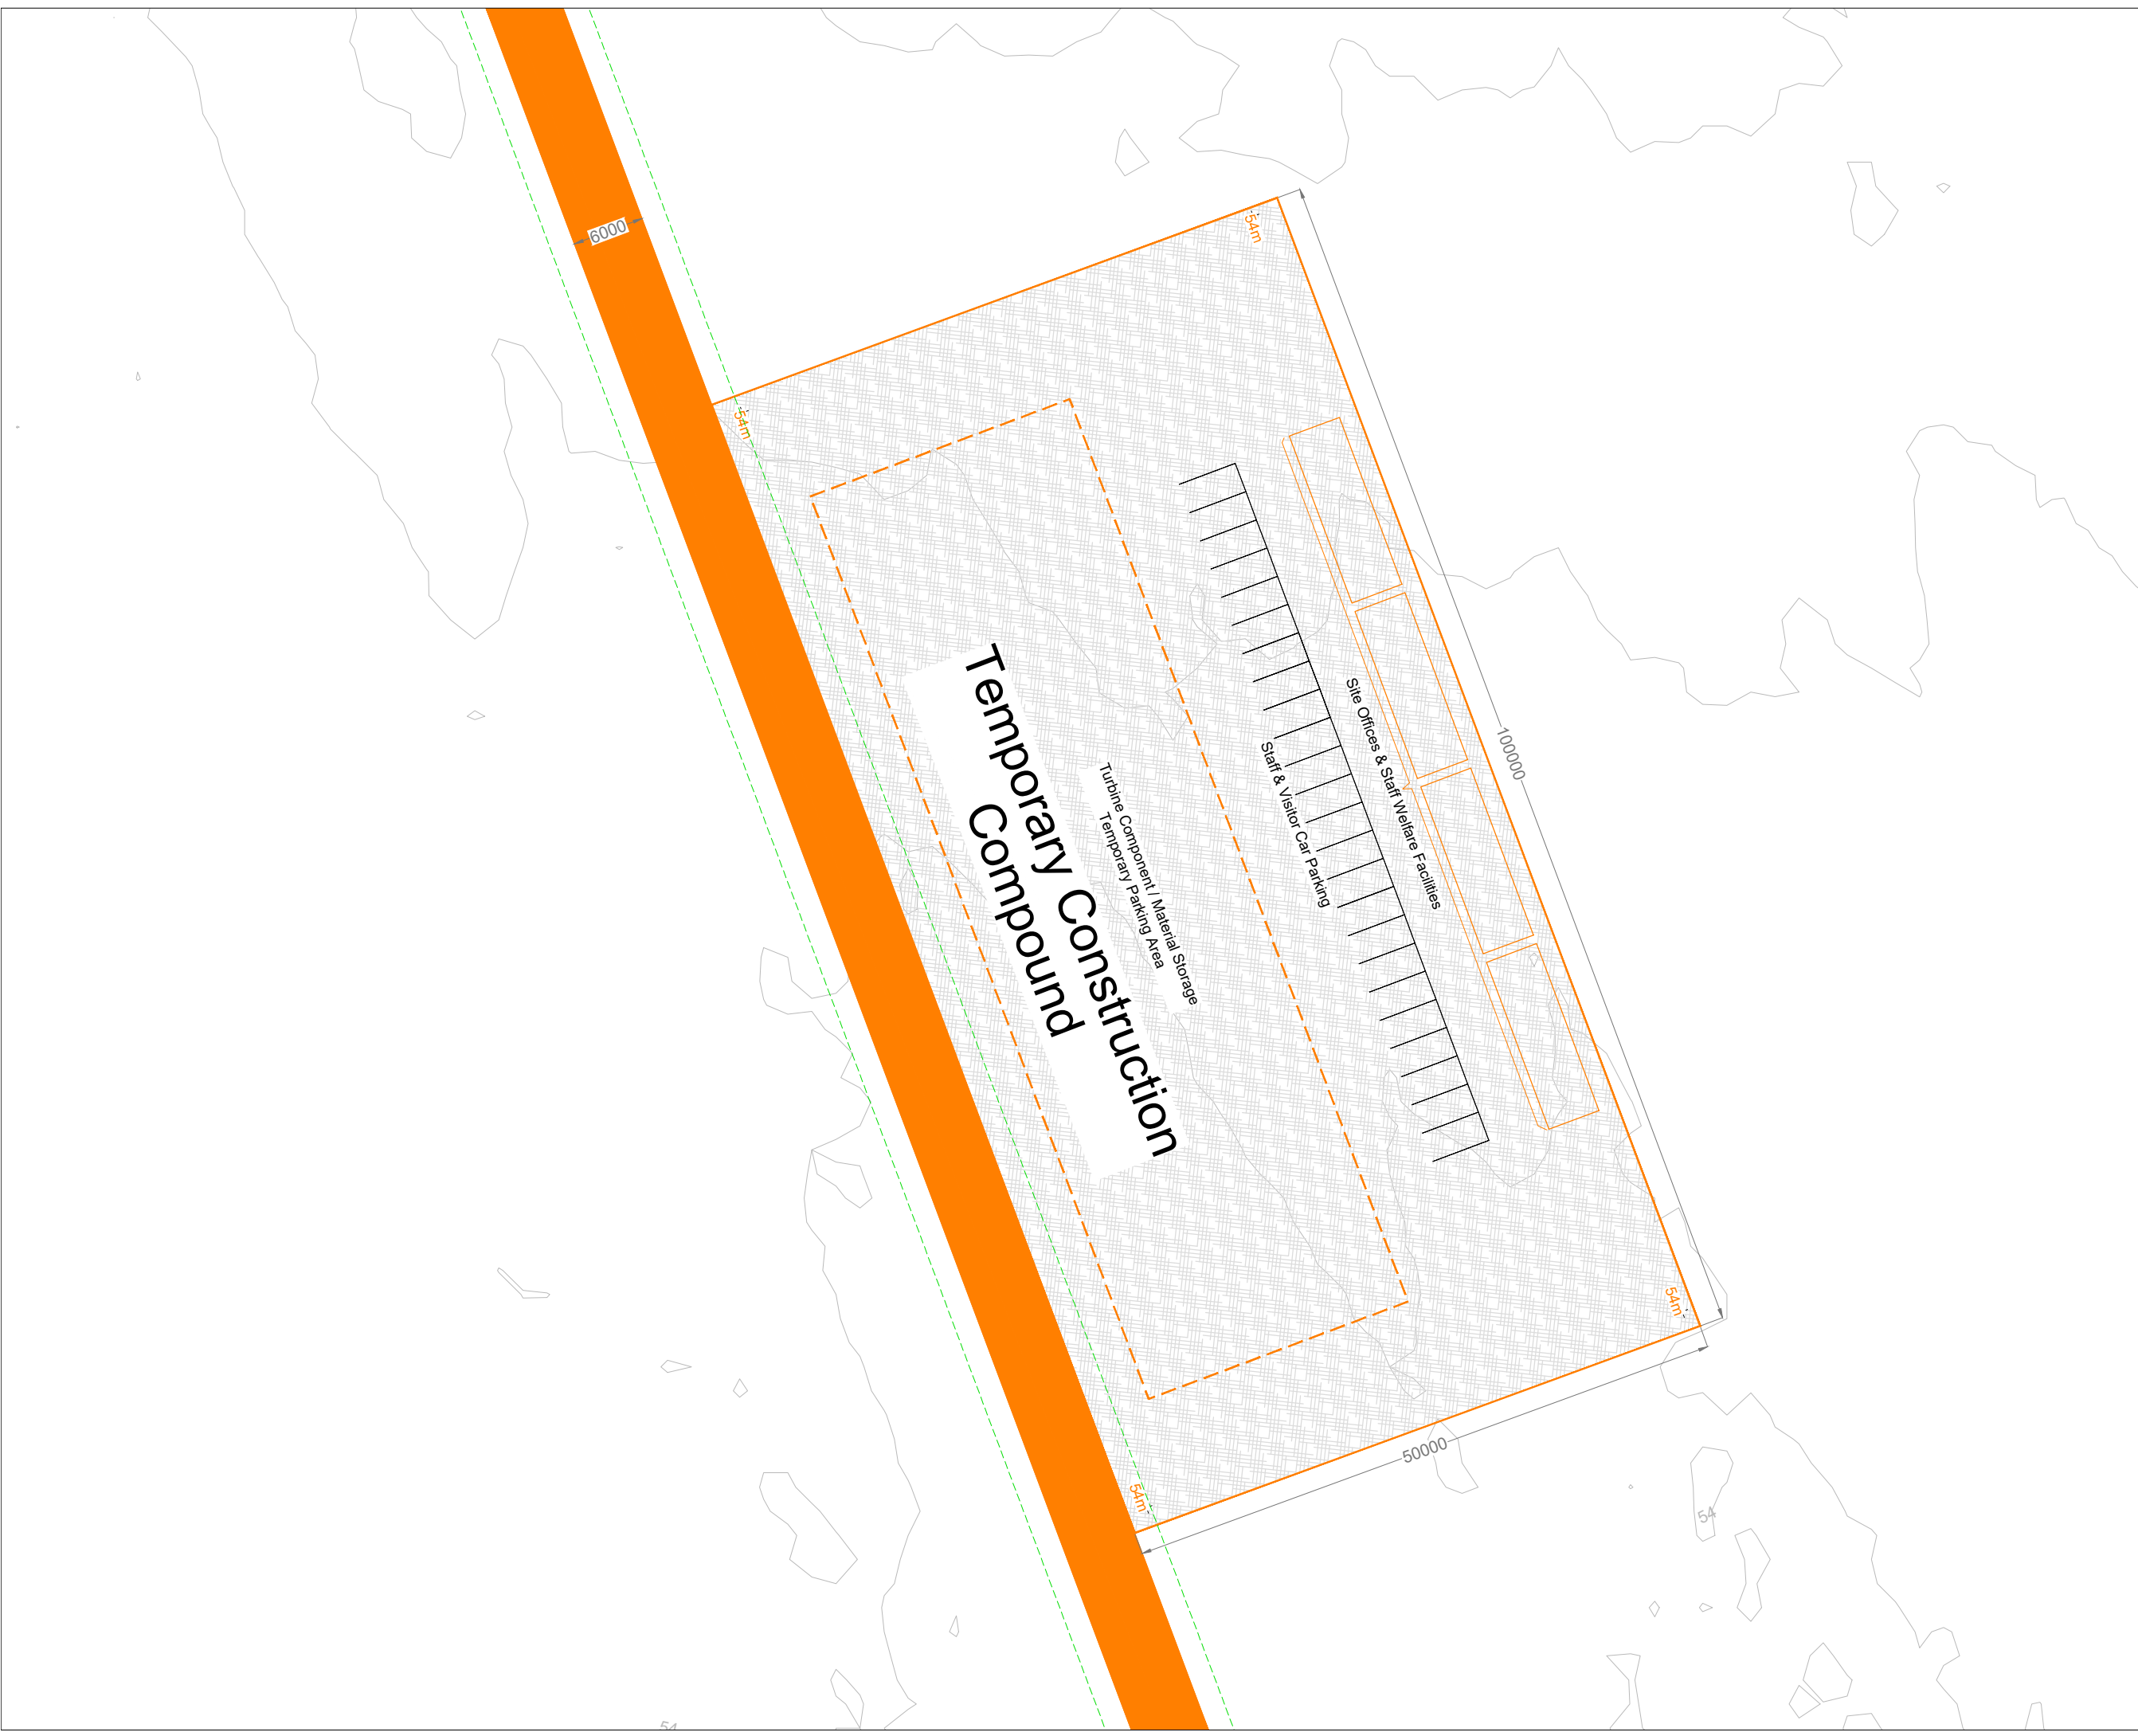 6000
54m
54m
100000
Site Offices & Staff Welfare Facilities
Staff & Visitor Car Parking
Turbine Component / Material Storage
Temporary Parking Area
Temporary Construction
Compound
54m
50000
54m
54
54